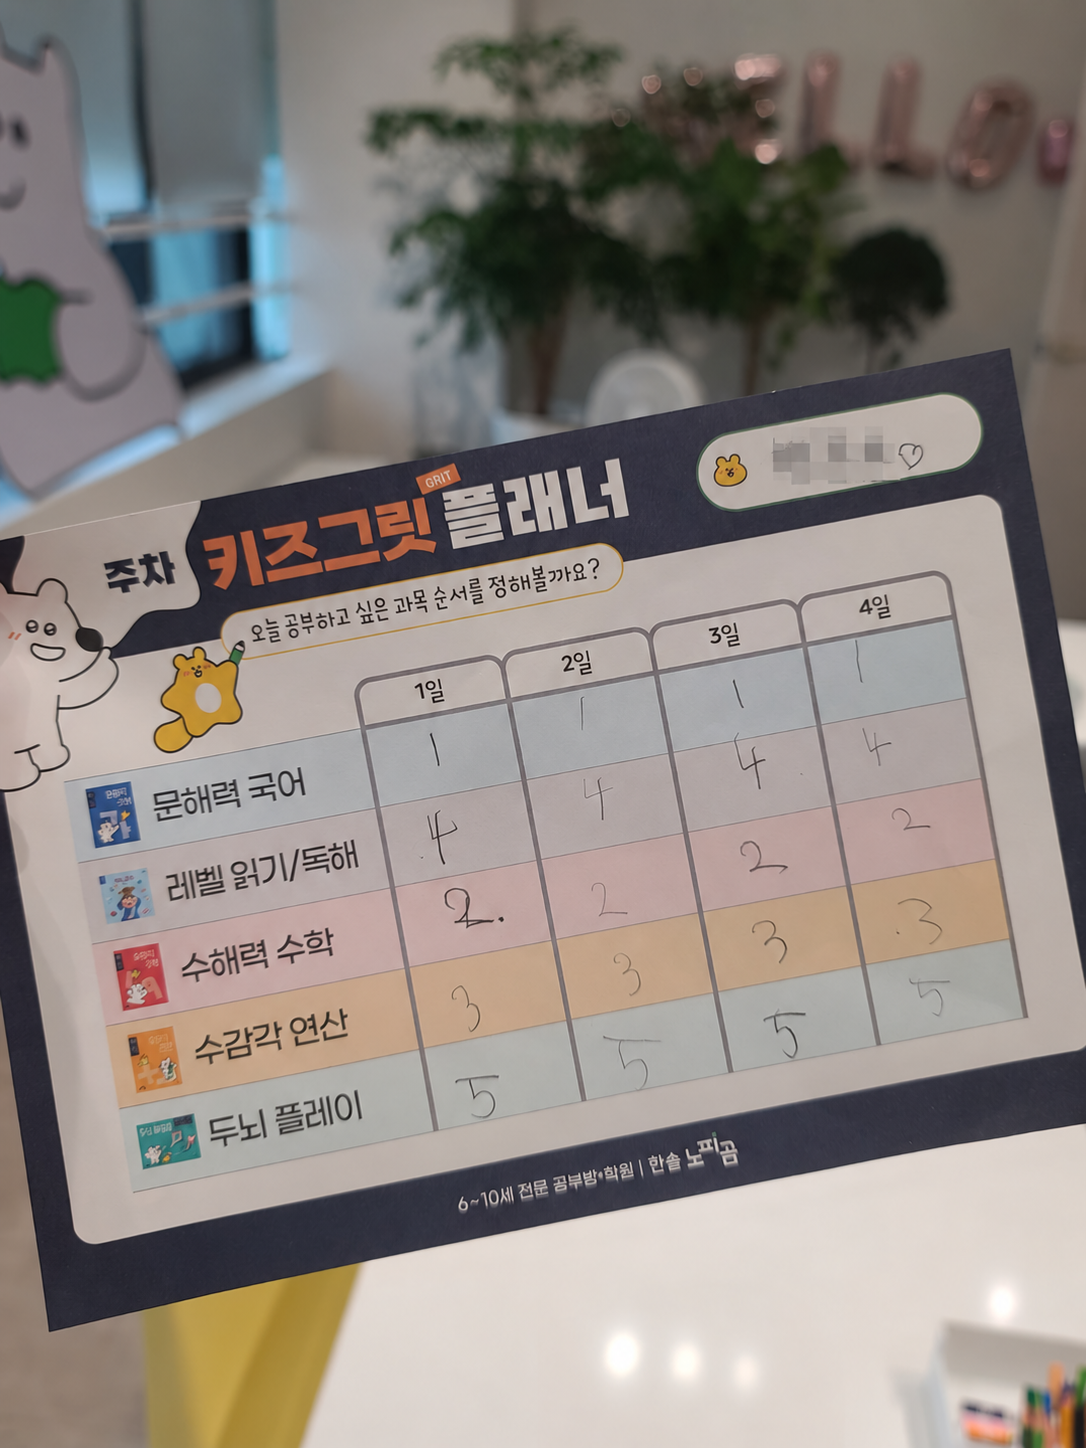 HELLO
주차 키즈그릿 플래너
GRIT
오늘 공부하고 싶은 과목 순서를 정해볼까요?
1일 2일 3일 4일
문해력 국어 1 1 1 1
레벨 읽기/독해 4 4 4 4
수해력 수학 2. 2 2 2
수감각 연산 3 3 3 3
두뇌 플레이 5 5 5 5
6~10세 전문 공부방•학원 | 한솔 노피곰